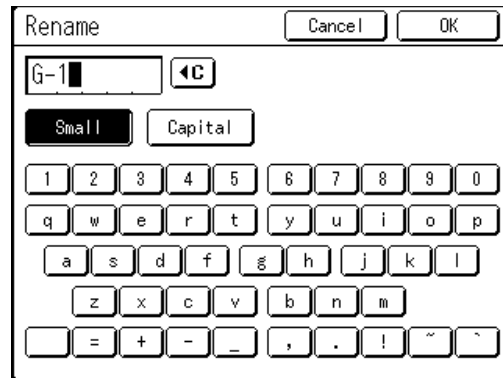 Rename Cancel OK
G-1 ◀C
Small Capital
1 2 3 4 5 6 7 8 9 0
q w e r t y u i o p
a s d f g h j k l
z x c v b n m
= + - _ , . ! ~ `